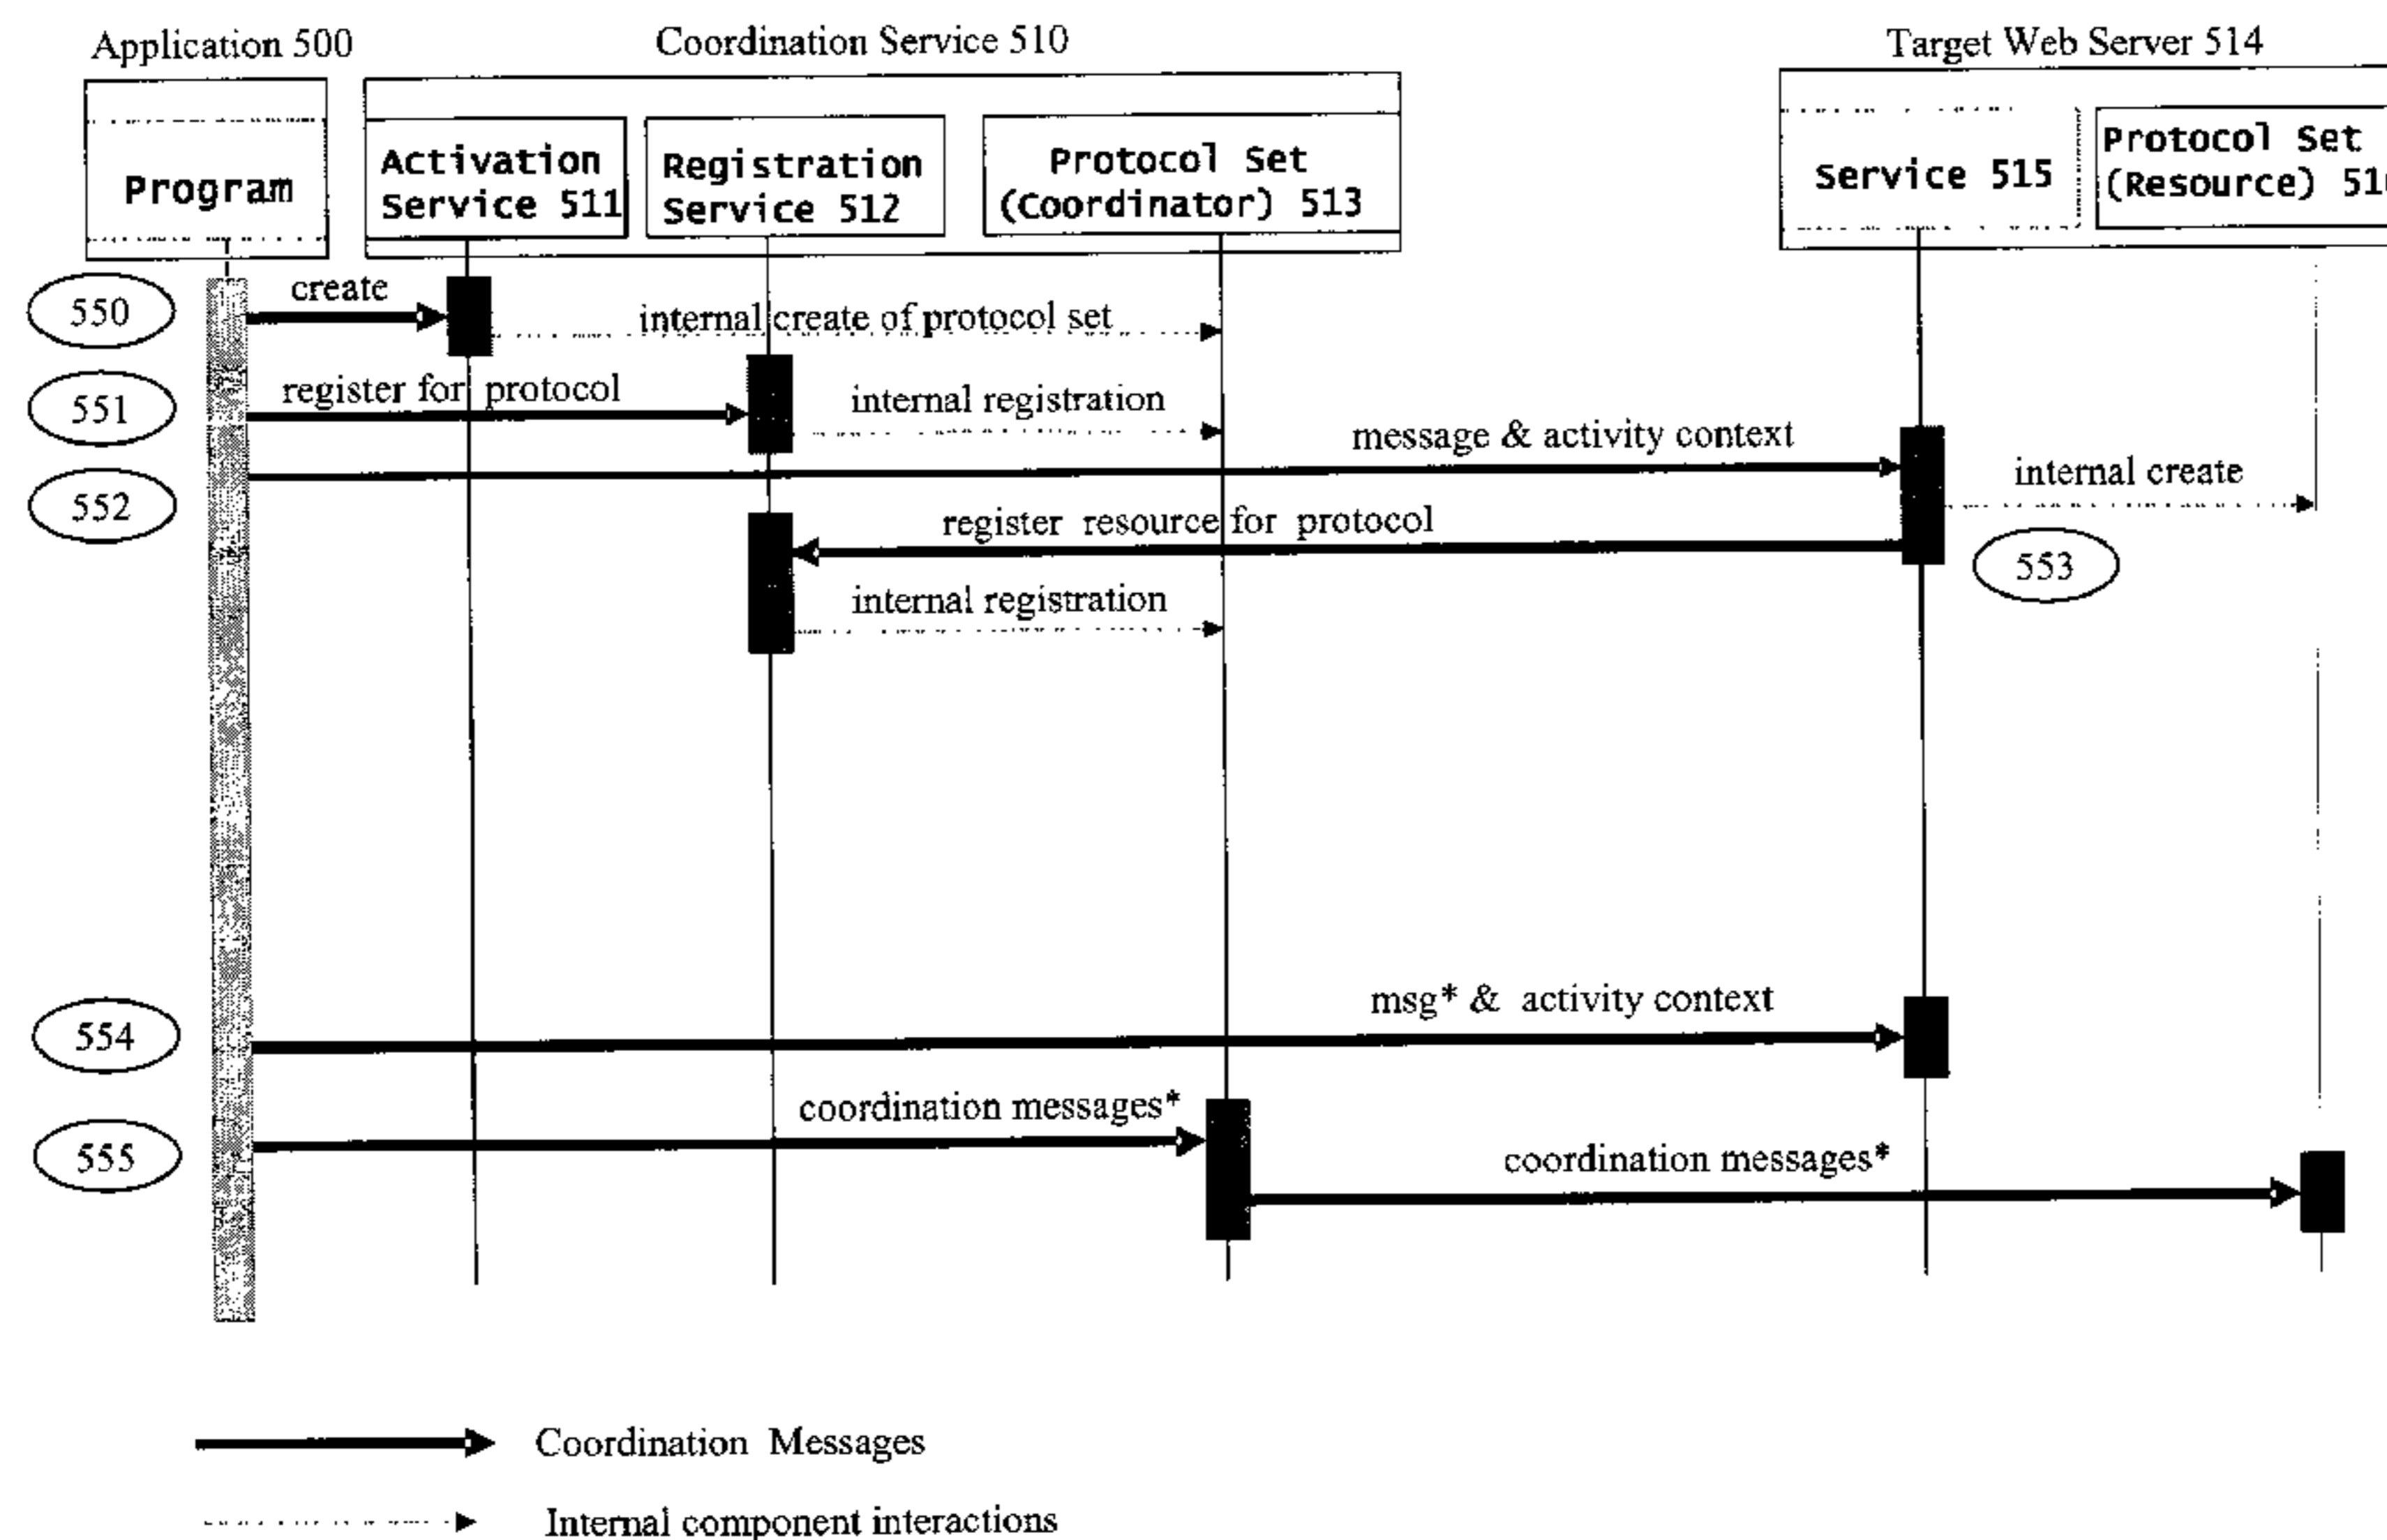 Application 500
Coordination Service 510
Target Web Server 514
Program
Activation
Service 511
Registration
Service 512
Protocol Set
(Coordinator) 513
Service 515
Protocol Set
(Resource)
550
create
internal create of protocol set
551
register for protocol
internal registration
message & activity context
552
internal create
register resource for protocol
553
internal registration
msg* & activity context
554
coordination messages*
555
coordination messages*
Coordination Messages
Internal component interactions